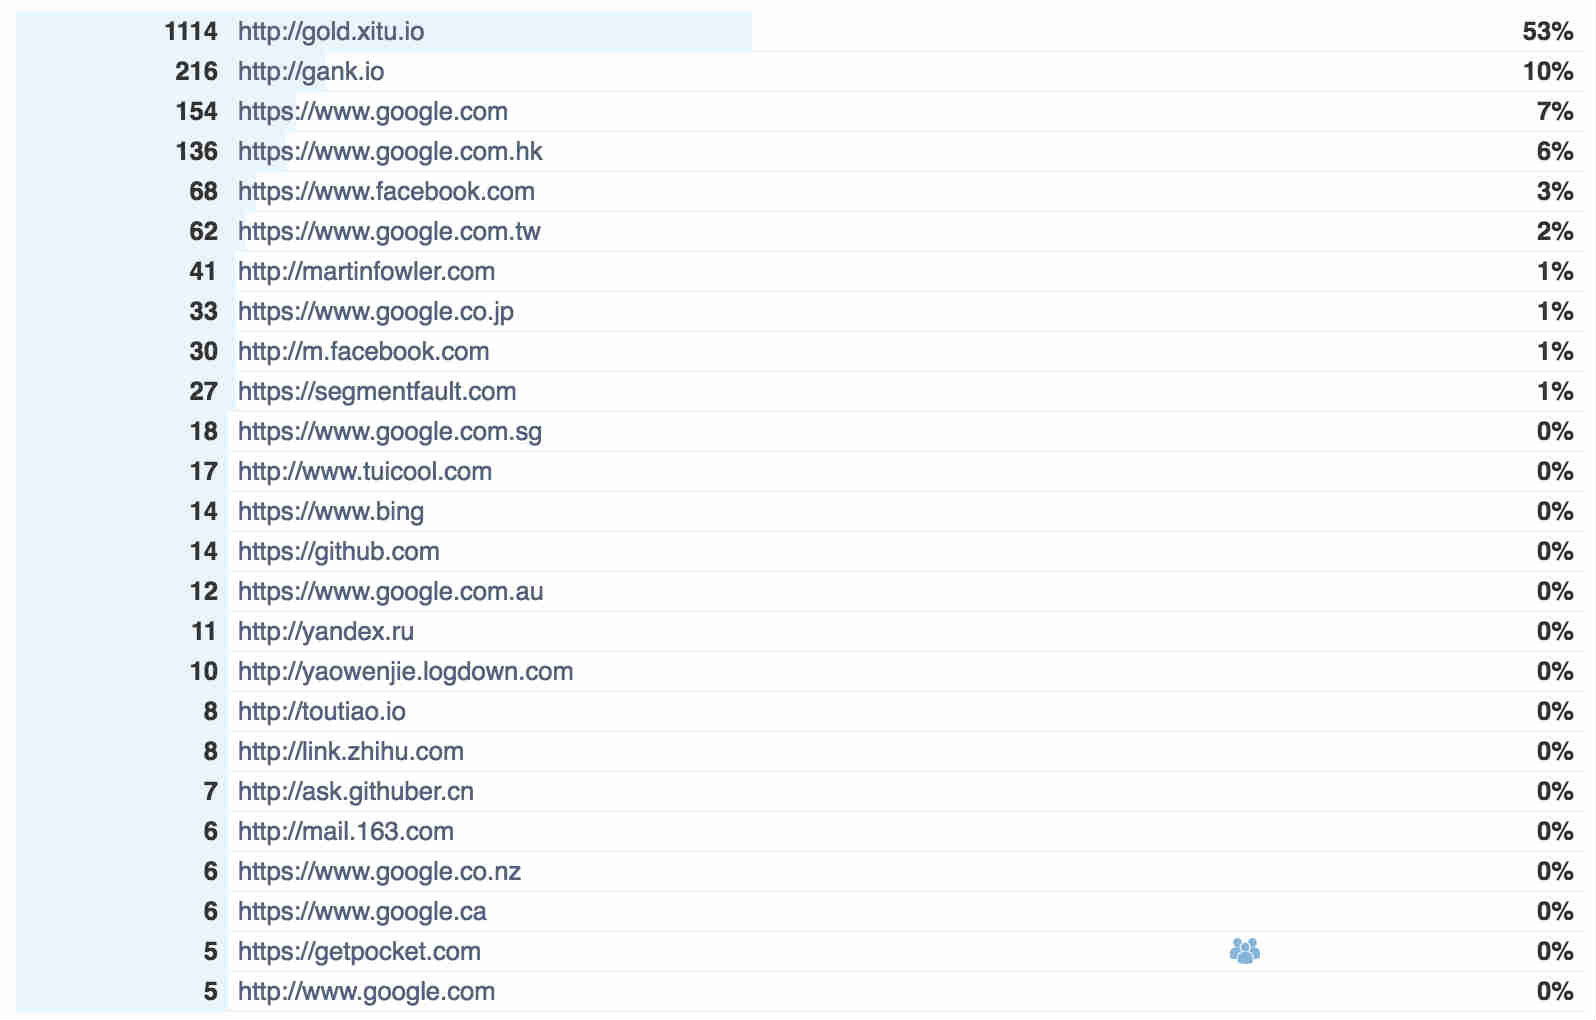 1114 http://gold.xitu.io 53%
216 http://gank.io 10%
154 https://www.google.com 7%
136 https://www.google.com.hk 6%
68 https://www.facebook.com 3%
62 https://www.google.com.tw 2%
41 http://martinfowler.com 1%
33 https://www.google.co.jp 1%
30 http://m.facebook.com 1%
27 https://segmentfault.com 1%
18 https://www.google.com.sg 0%
17 http://www.tuicool.com 0%
14 https://www.bing 0%
14 https://github.com 0%
12 https://www.google.com.au 0%
11 http://yandex.ru 0%
10 http://yaowenjie.logdown.com 0%
8 http://toutiao.io 0%
8 http://link.zhihu.com 0%
7 http://ask.githuber.cn 0%
6 http://mail.163.com 0%
6 https://www.google.co.nz 0%
6 https://www.google.ca 0%
5 https://getpocket.com 0%
5 http://www.google.com 0%